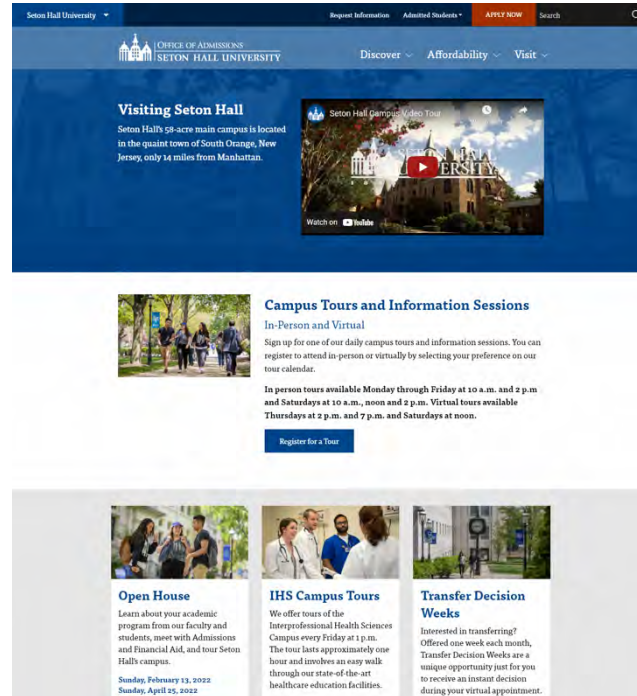 Seton Hall University
Request Information Admitted Students APPLY NOW Search
OFFICE OF ADMISSIONS
SETON HALL UNIVERSITY
Discover Affordability Visit
Visiting Seton Hall
Seton Hall's 58-acre main campus is located
in the quaint town of South Orange, New
Jersey, only 14 miles from Manhattan.
Seton Hall Campus Video Tour
SETON HALL
UNIVERSITY
Watch on YouTube
Campus Tours and Information Sessions
In-Person and Virtual
Sign up for one of our daily campus tours and information sessions. You can
register to attend in-person or virtually by selecting your preference on our
tour calendar.
In person tours available Monday through Friday at 10 a.m. and 2 p.m
and Saturdays at 10 a.m., noon and 2 p.m. Virtual tours available
Thursdays at 2 p.m. and 7 p.m. and Saturdays at noon.
Register for a Tour
Open House
Learn about your academic
program from our faculty and
students, meet with Admissions
and Financial Aid, and tour Seton
Hall's campus.
Sunday, February 13, 2022
Sunday, April 25, 2022
IHS Campus Tours
We offer tours of the
Interprofessional Health Sciences
Campus every Friday at 1 p.m.
The tour lasts approximately one
hour and involves an easy walk
through our state-of-the-art
healthcare education facilities.
Transfer Decision
Weeks
Interested in transferring?
Offered one week each month,
Transfer Decision Weeks are a
unique opportunity just for you
to receive an instant decision
during your virtual appointment.